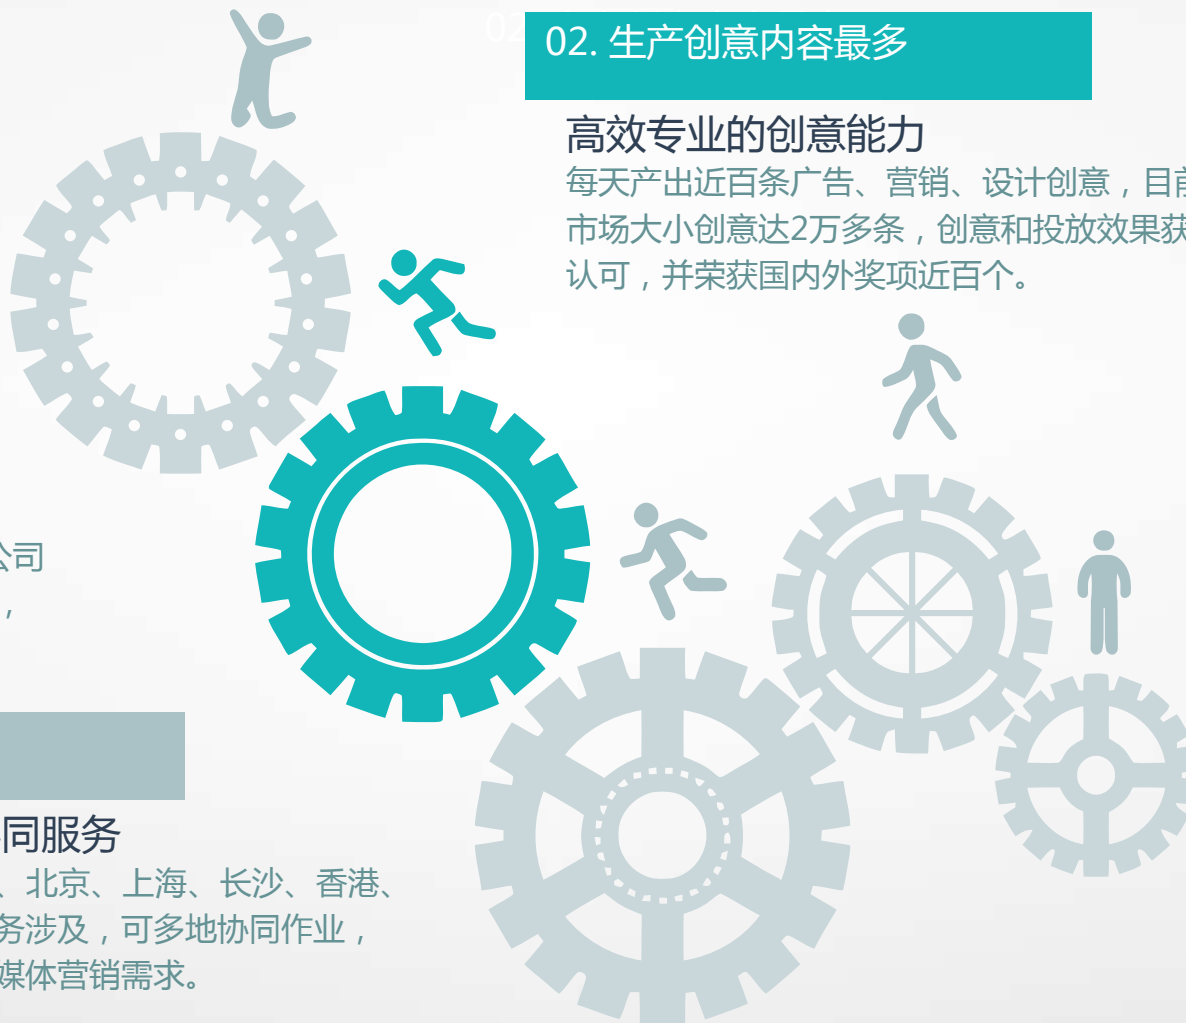 02. 生产创意内容最多
高效专业的创意能力
每天产出近百条广告、营销、设计创意，目前
市场大小创意达2万多条，创意和投放效果获
认可，并荣获国内外奖项近百个。
公司
，
同服务
、北京、上海、长沙、香港、
务涉及，可多地协同作业，
媒体营销需求。